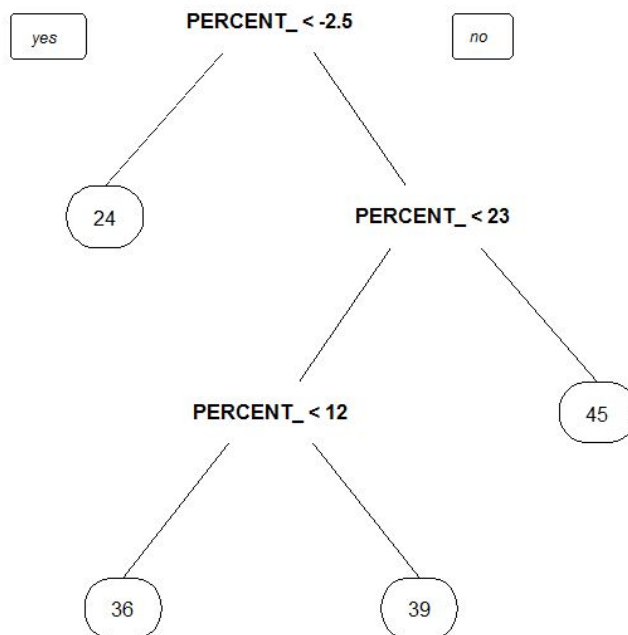 yes
PERCENT_ < -2.5
no
24
PERCENT_ < 23
PERCENT_ < 12
45
36
39